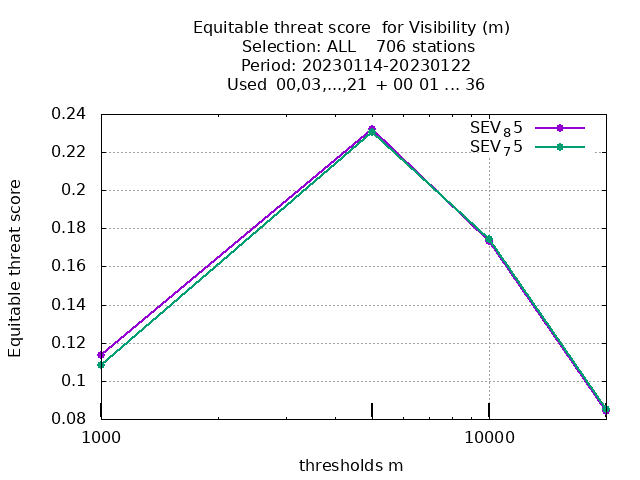 Equitable threat score  for Visibility (m)
Selection: ALL    706 stations
Period: 20230114-20230122
Used  00,03,...,21  + 00 01 ... 36
0.24
0.22
0.2
0.18
0.16
0.14
0.12
0.1
0.08
Equitable threat score
SEV₈5
SEV₇5
1000
10000
thresholds m